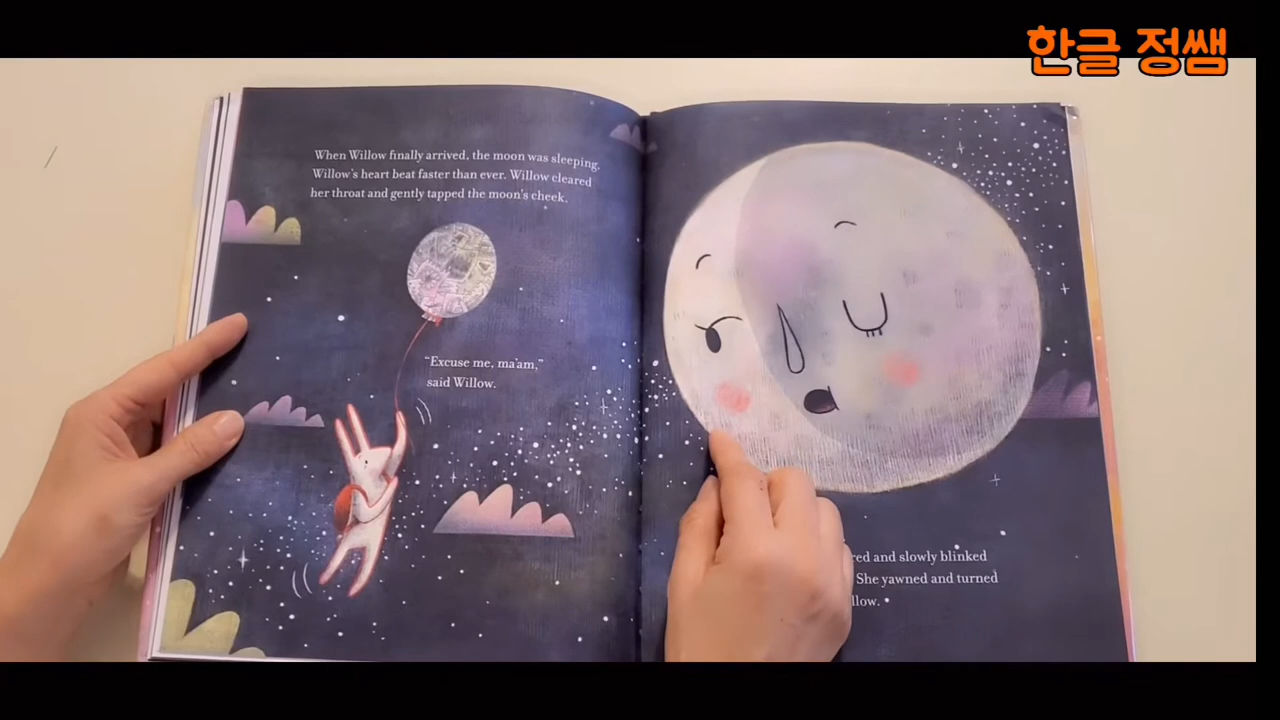 한글 정쌤
When Willow finally arrived, the moon was sleeping,
Willow's heart beat faster than ever. Willow cleared
her throat and gently tapped the moon's cheek.
"Excuse me, ma'am,"
said Willow.
and slowly blinked
She yawned and turned